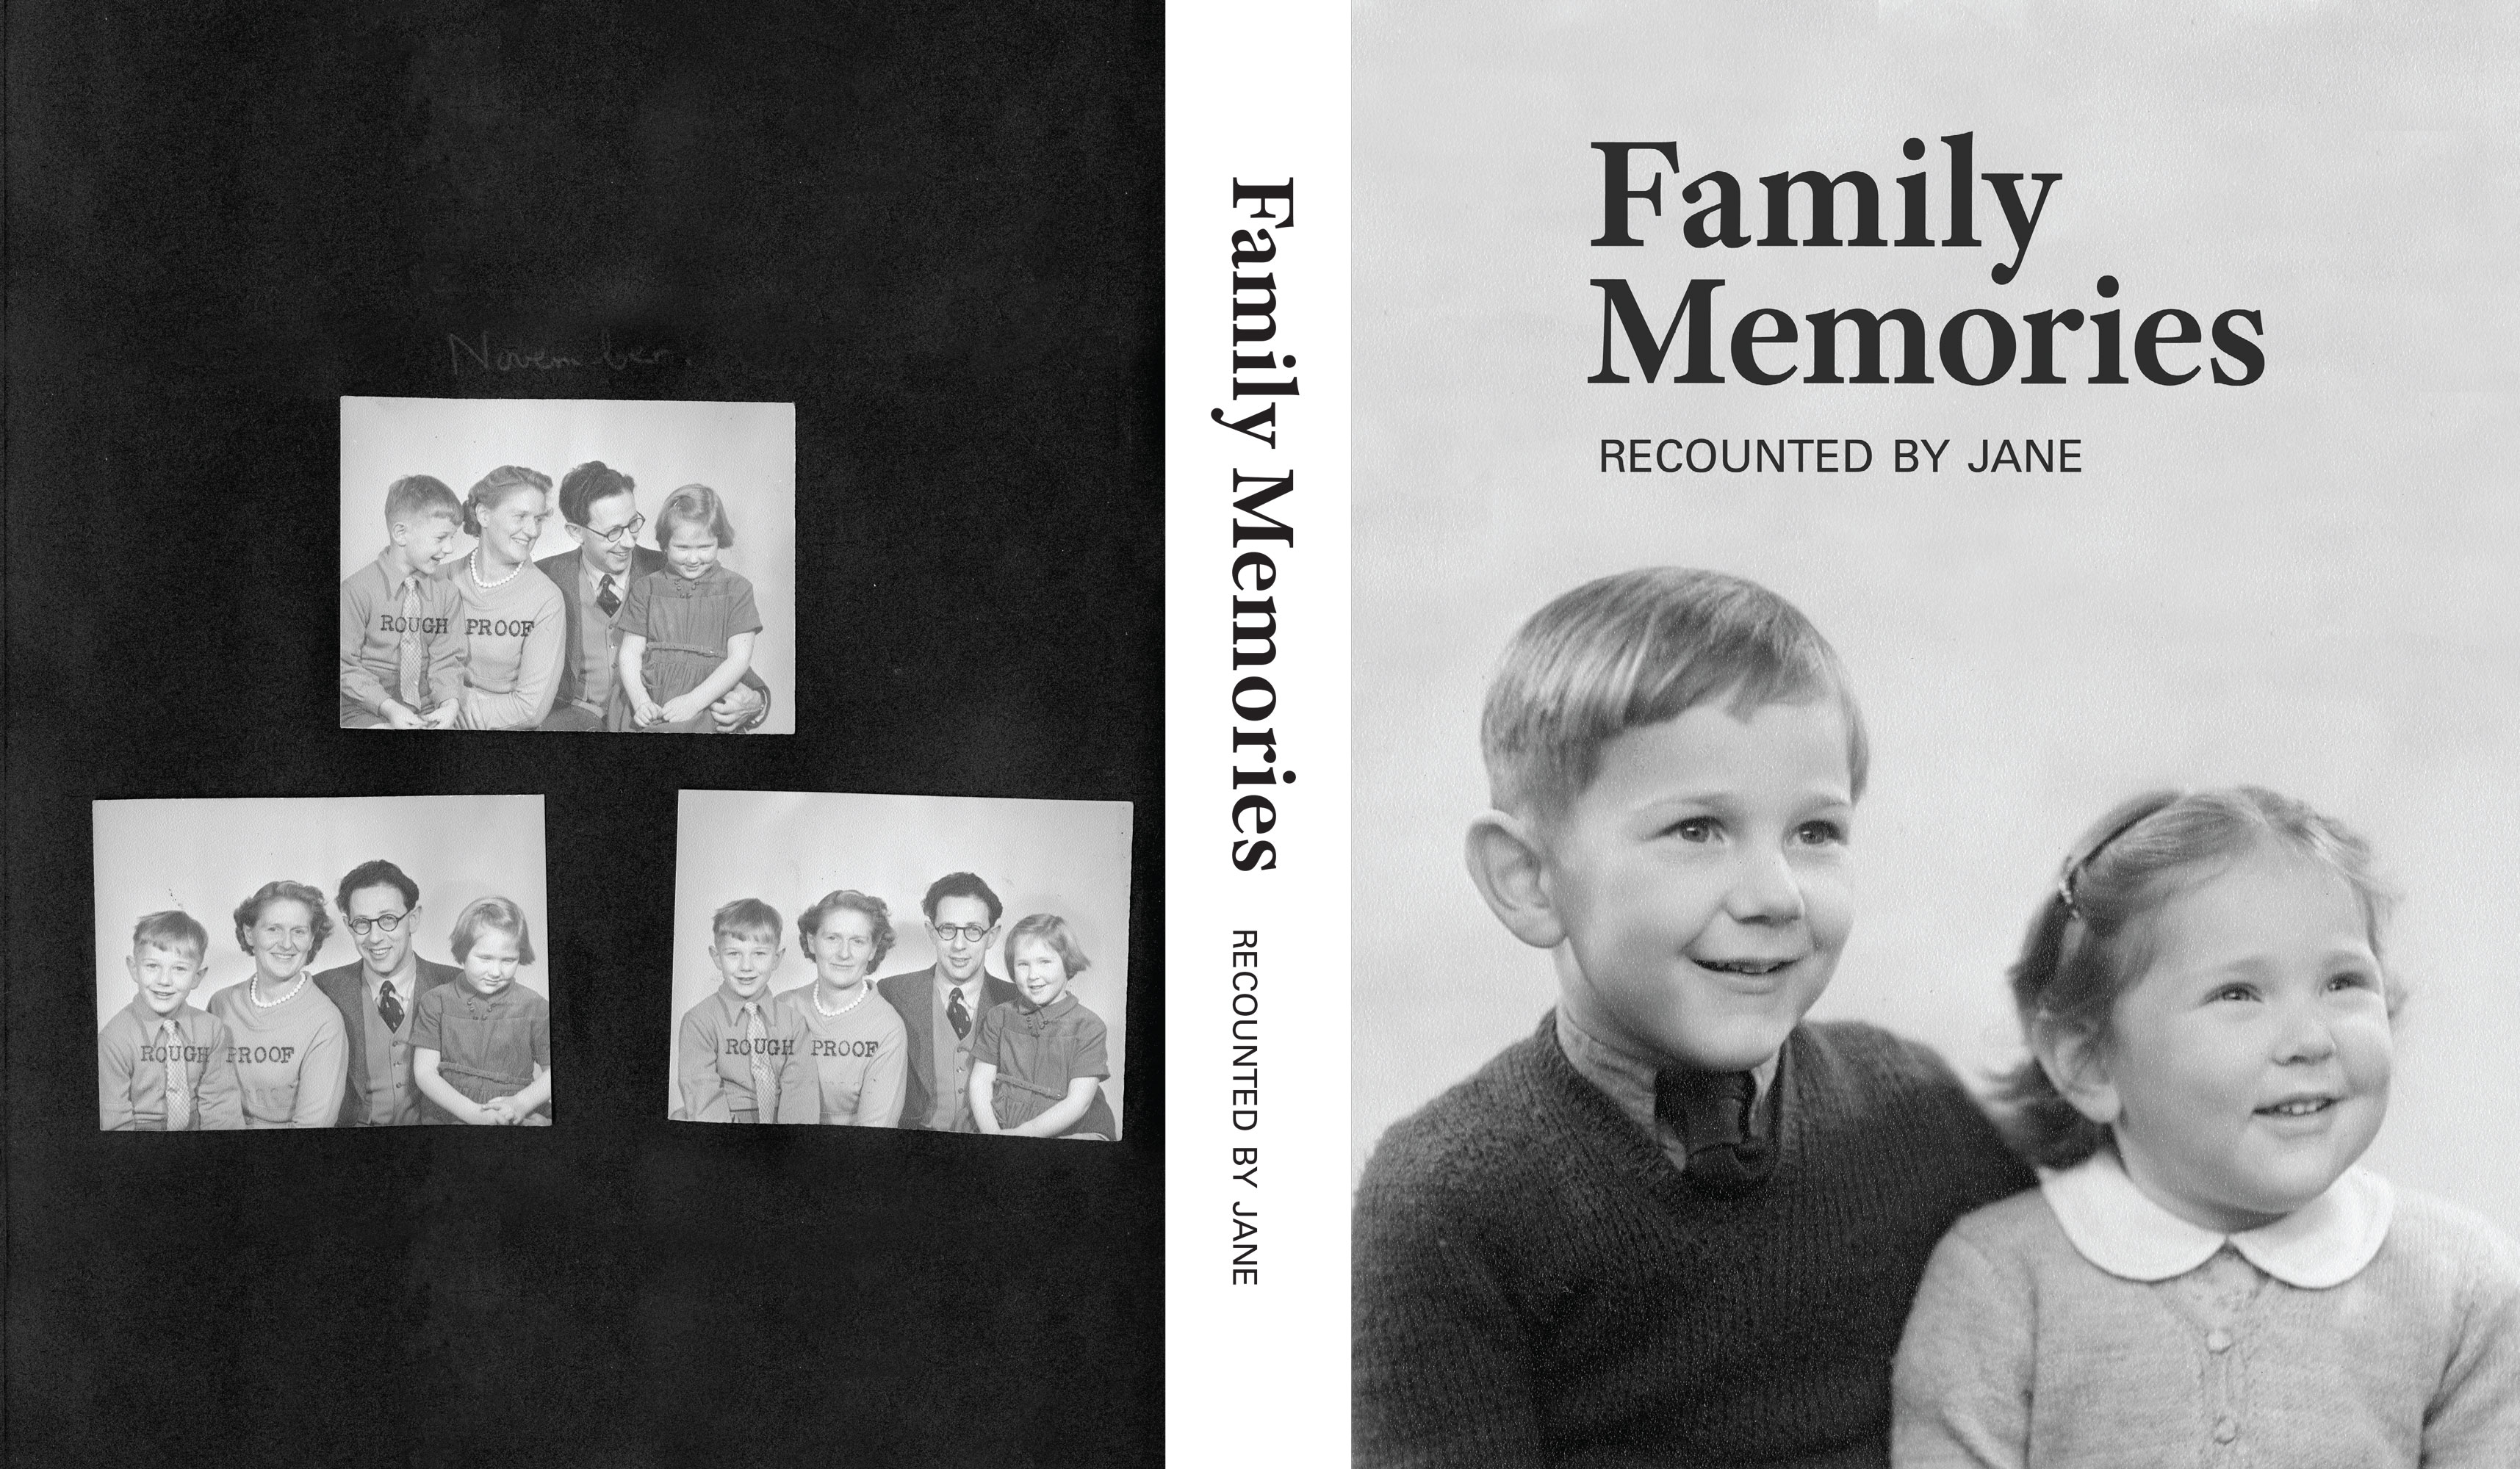 November.
ROUGH PROOF
ROUGH PROOF
ROUGH PROOF
Family Memories RECOUNTED BY JANE
Family
Memories
RECOUNTED BY JANE